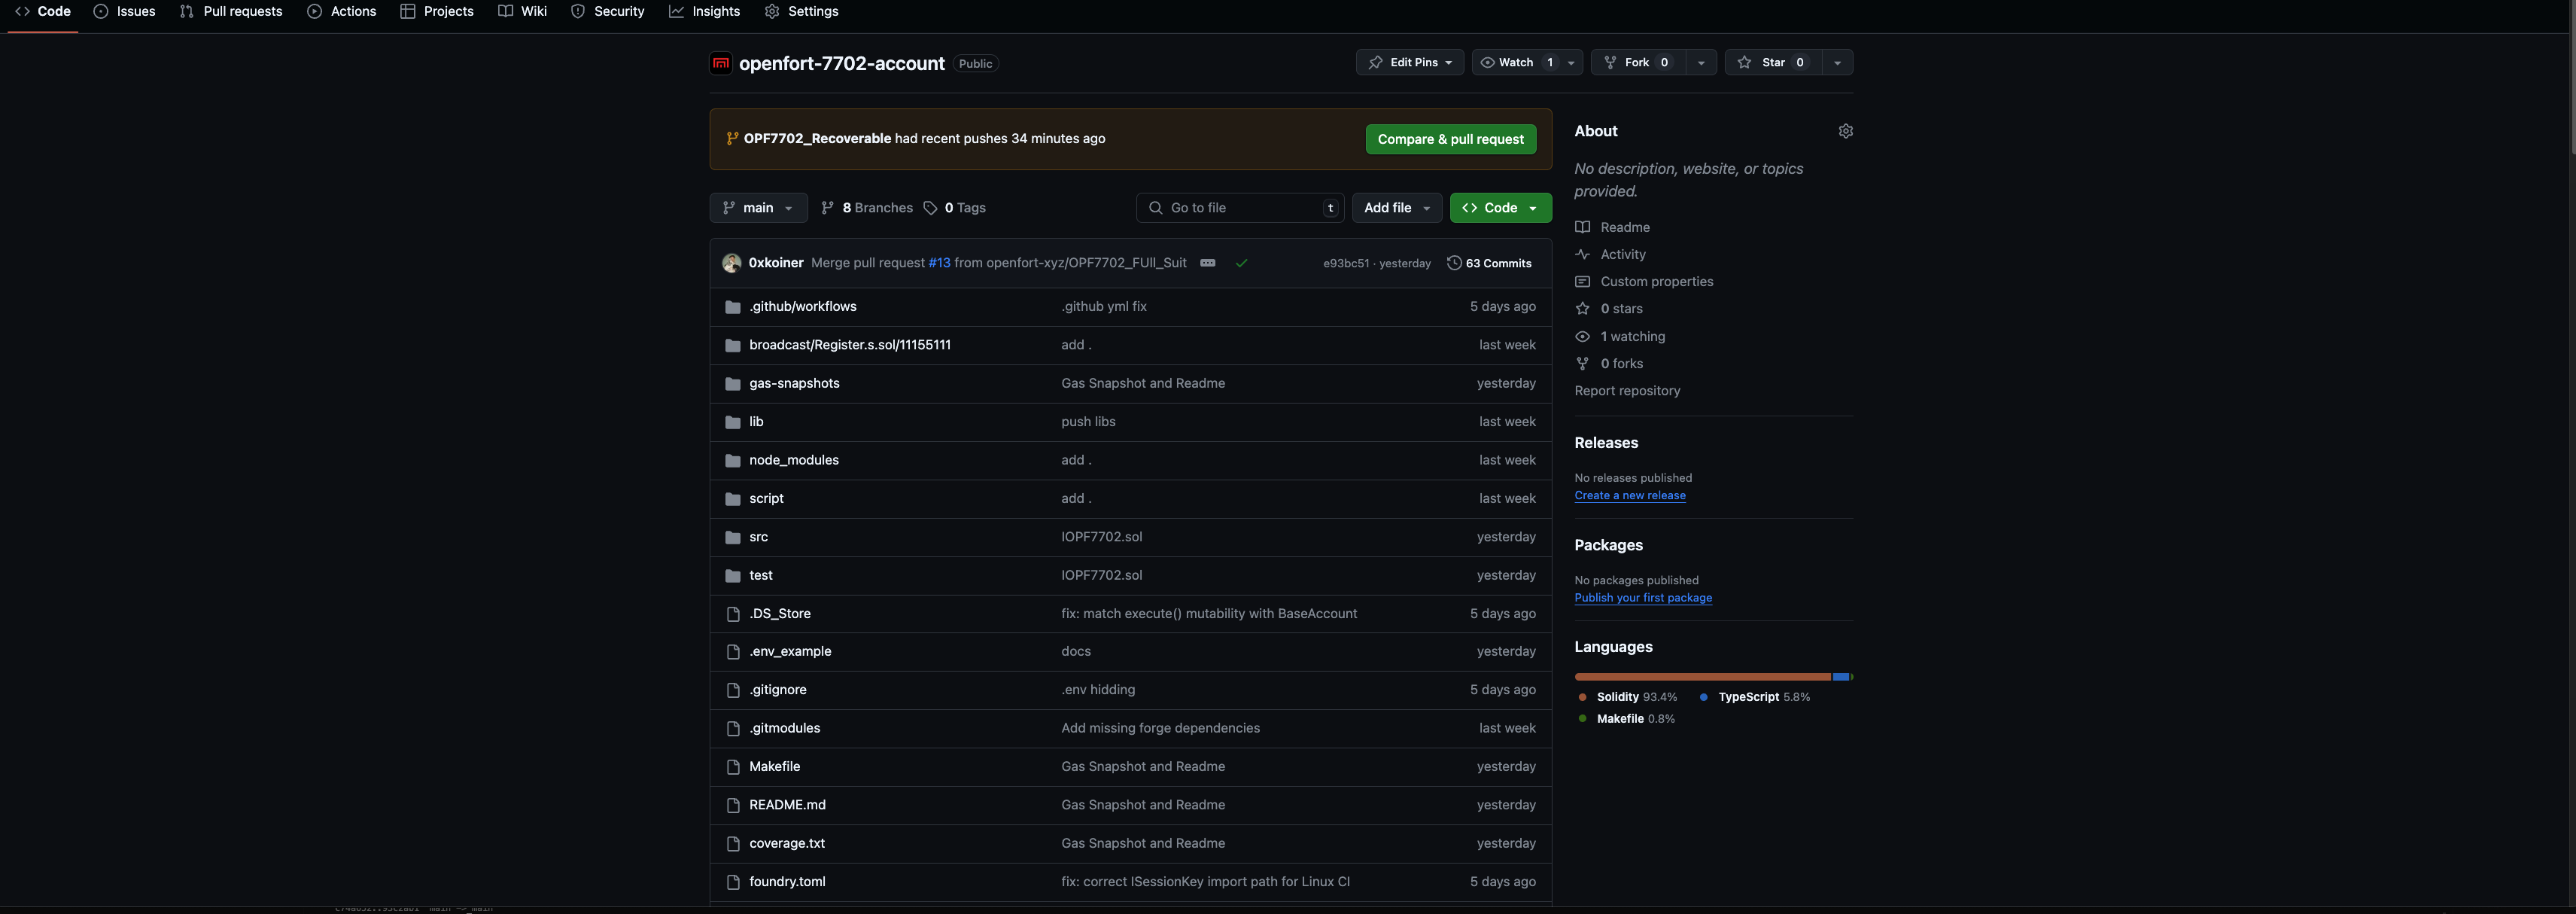 Code Issues Pull requests Actions Projects Wiki Security Insights Settings
openfort-7702-account Public
Edit Pins Watch 1 Fork 0 Star 0
OPF7702_Recoverable had recent pushes 34 minutes ago Compare & pull request
main 8 Branches 0 Tags Go to file t Add file Code
0xkoiner Merge pull request #13 from openfort-xyz/OPF7702_FUll_Suit e93bc51 · yesterday 63 Commits
.github/workflows .github yml fix 5 days ago
broadcast/Register.s.sol/11155111 add . last week
gas-snapshots Gas Snapshot and Readme yesterday
lib push libs last week
node_modules add . last week
script add . last week
src IOPF7702.sol yesterday
test IOPF7702.sol yesterday
.DS_Store fix: match execute() mutability with BaseAccount 5 days ago
.env_example docs yesterday
.gitignore .env hidding 5 days ago
.gitmodules Add missing forge dependencies last week
Makefile Gas Snapshot and Readme yesterday
README.md Gas Snapshot and Readme yesterday
coverage.txt Gas Snapshot and Readme yesterday
foundry.toml fix: correct ISessionKey import path for Linux CI 5 days ago
About
No description, website, or topics
provided.
Readme
Activity
Custom properties
0 stars
1 watching
0 forks
Report repository
Releases
No releases published
Create a new release
Packages
No packages published
Publish your first package
Languages
Solidity 93.4% TypeScript 5.8%
Makefile 0.8%